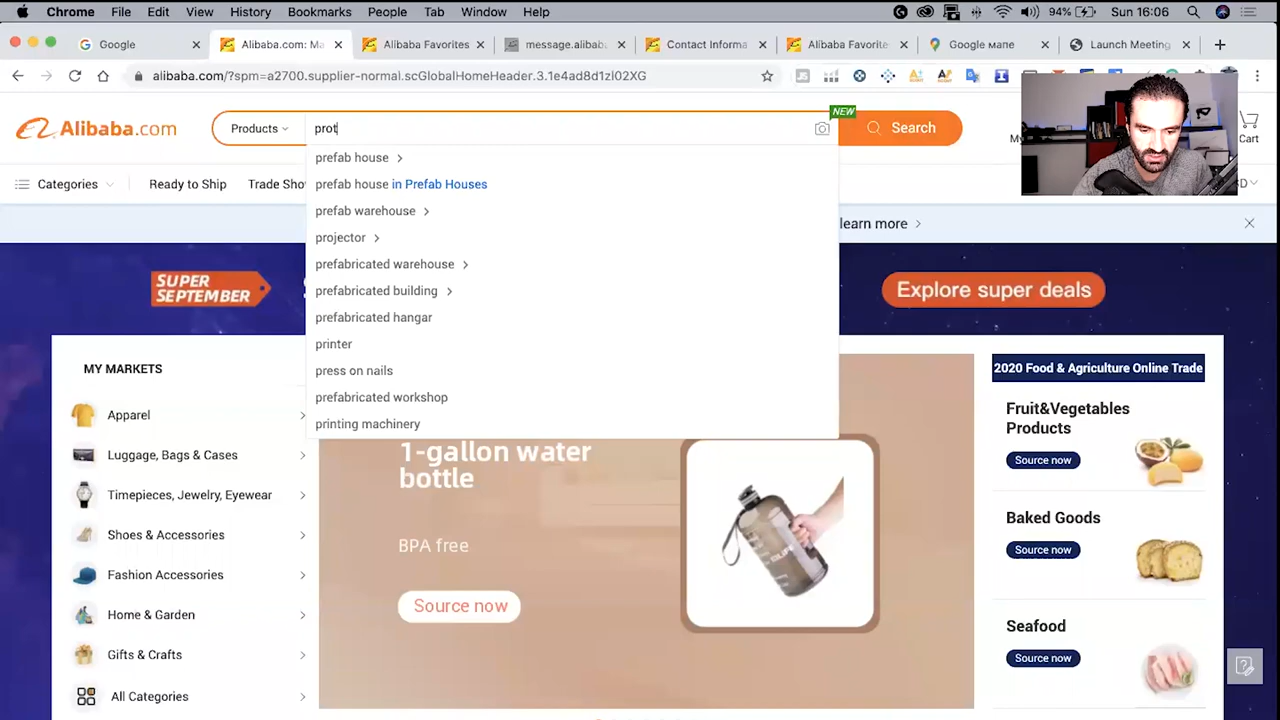 Chrome File Edit View History Bookmarks People Tab Window Help 94% Sun 16:06
Google Alibaba.com: Ma Alibaba Favorites message.alibab Contact Informa Alibaba Favorite Google мапе Launch Meeting
alibaba.com/?spm=a2700.supplier-normal.scGlobalHomeHeader.3.1e4ad8d1zl02XG
Alibaba.com Products prot NEW Search Cart
Categories Ready to Ship Trade Sho
prefab house
prefab house in Prefab Houses
prefab warehouse
projector
prefabricated warehouse
prefabricated building
prefabricated hangar
printer
press on nails
prefabricated workshop
printing machinery
learn more
SUPER
SEPTEMBER
Explore super deals
MY MARKETS
Apparel
Luggage, Bags & Cases
Timepieces, Jewelry, Eyewear
Shoes & Accessories
Fashion Accessories
Home & Garden
Gifts & Crafts
All Categories
1-gallon water
bottle
BPA free
Source now
2020 Food & Agriculture Online Trade
Fruit&Vegetables
Products
Source now
Baked Goods
Source now
Seafood
Source now